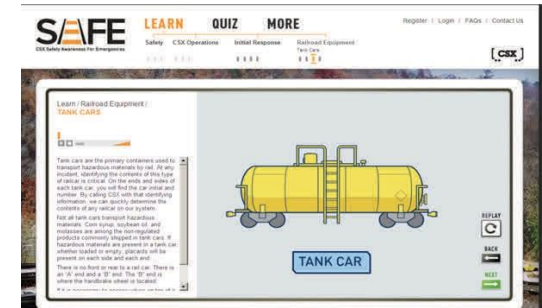 SAFE
CSX Safety Awareness For Emergencies
LEARN QUIZ MORE
Register | Login | FAQs | Contact Us
Safety CSX Operations Initial Response Railroad Equipment
Tank Cars
[CSX]
Learn / Railroad Equipment /
TANK CARS
Tank cars are the primary containers used to
transport hazardous materials by rail. At any
incident, identifying the contents of this type
of railcar is critical. On the ends and sides of
each tank car, you will find the car initial and
number. By calling CSX with that identifying
information, we can quickly determine the
contents of any railcar on our system.
Not all tank cars transport hazardous
materials. Corn syrup, soybean oil, and
molasses are among the non-regulated
products commonly shipped in tank cars. If
hazardous materials are present in a tank car,
whether loaded or empty, placards will be
present on each side and each end.
There is no front or rear to a rail car. There is
an "A" end and a "B" end. The "B" end is
where the handbrake wheel is located.
TANK CAR
REPLAY
BACK
NEXT